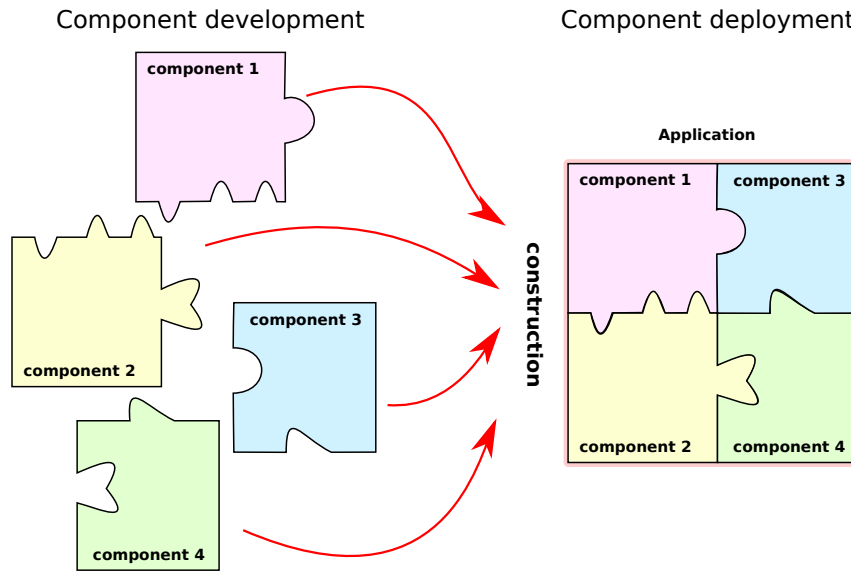 Component development
Component deployment
component 1
component 2
component 3
component 4
construction
Application
component 1
component 3
component 2
component 4